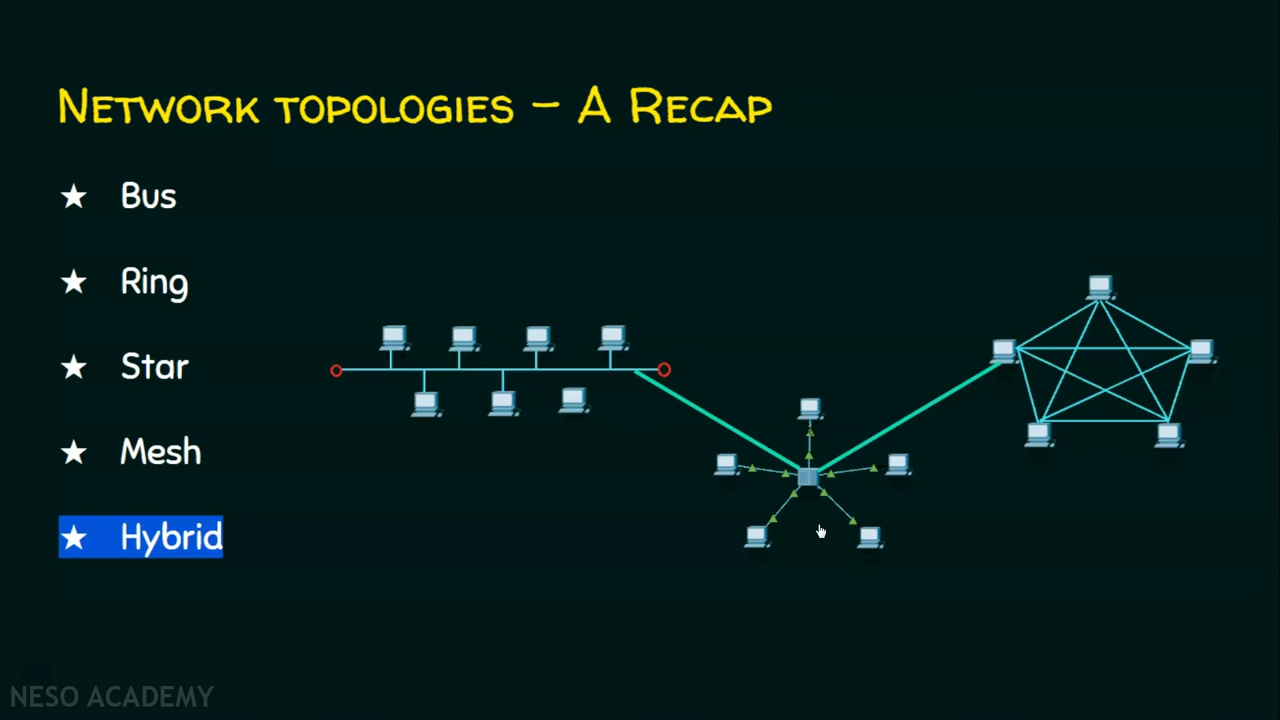 Network topologies – A Recap
★ Bus
★ Ring
★ Star
★ Mesh
★ Hybrid
NESO ACADEMY